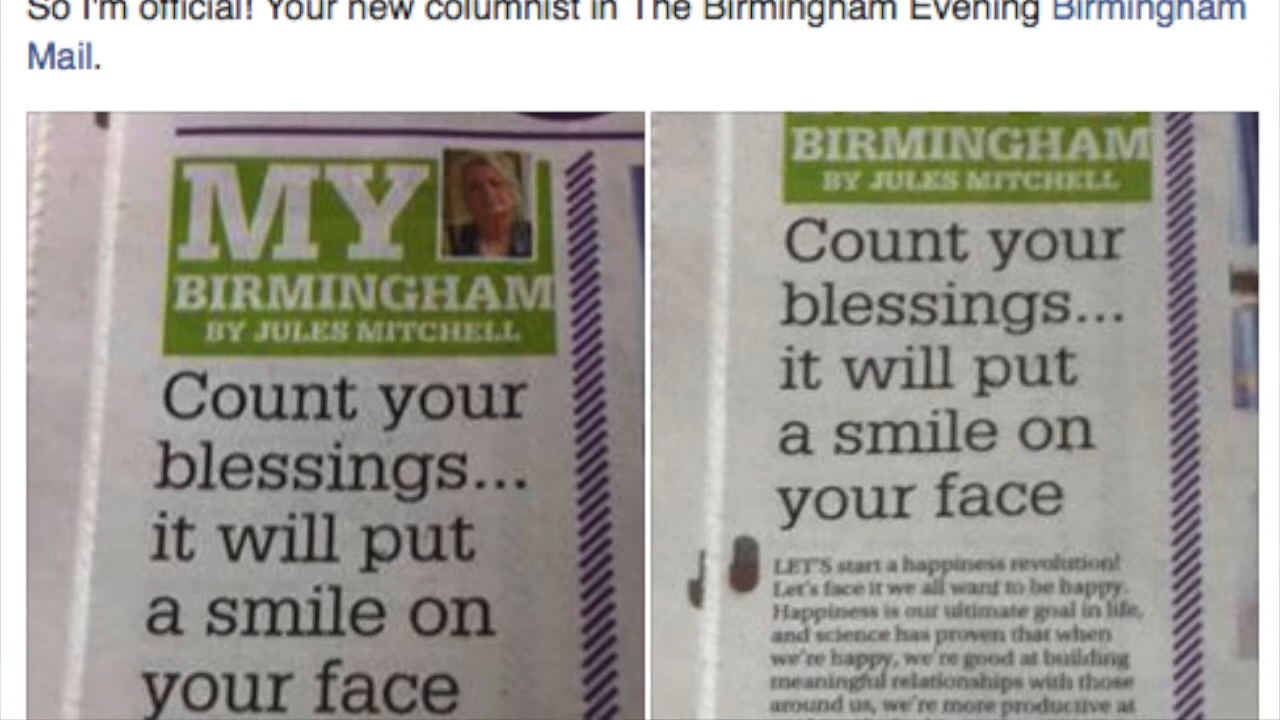 So I'm official! Your new columnist in The Birmingham Evening Birmingham
Mail.
MY
BIRMINGHAM
BY JULES MITCHELL
Count your
blessings...
it will put
a smile on
your face
BIRMINGHAM
BY JULES MITCHELL
Count your
blessings...
it will put
a smile on
your face
LET'S start a happiness revolution!
Let's face it we all want to be happy.
Happiness is our ultimate goal in life,
and science has proven that when
we're happy, we're good at building
meaningful relationships with those
around us, we're more productive at